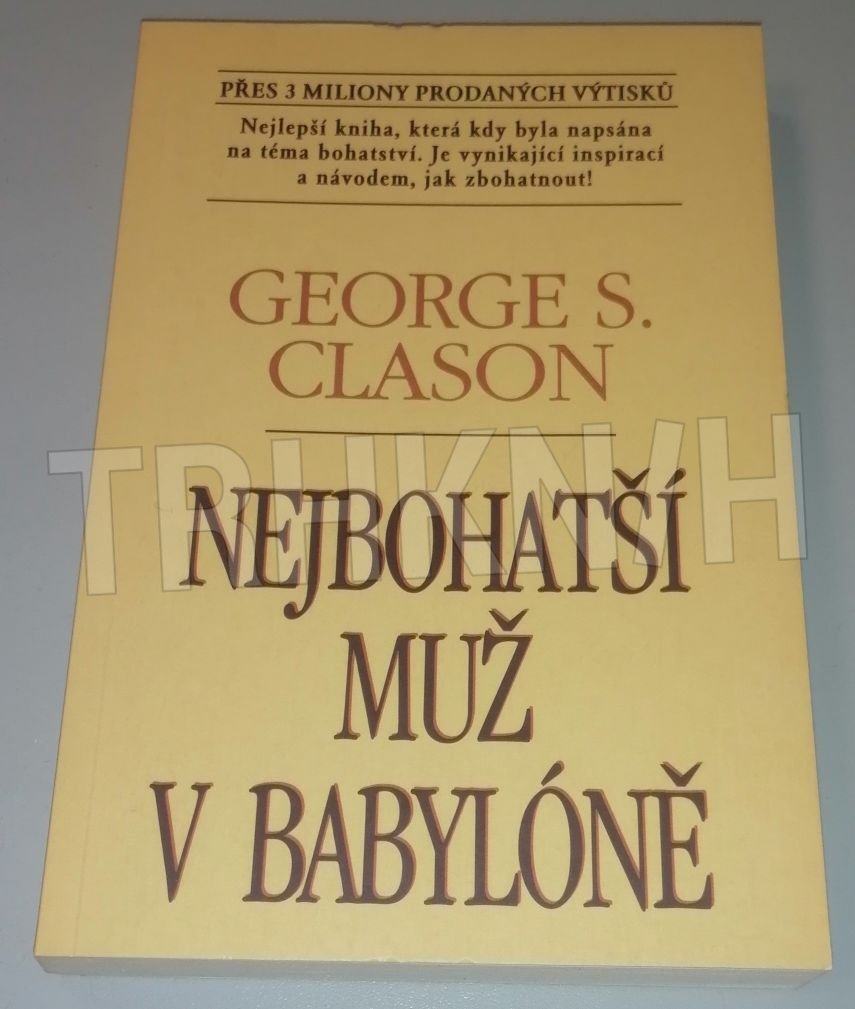 PŘES 3 MILIONY PRODANÝCH VÝTISKŮ
Nejlepší kniha, která kdy byla napsána
na téma bohatství. Je vynikající inspirací
a návodem, jak zbohatnout!
GEORGE S.
CLASON
TPHKN/H
NEJBOHATŠÍ
MUŽ
V BABYLÓNĚ